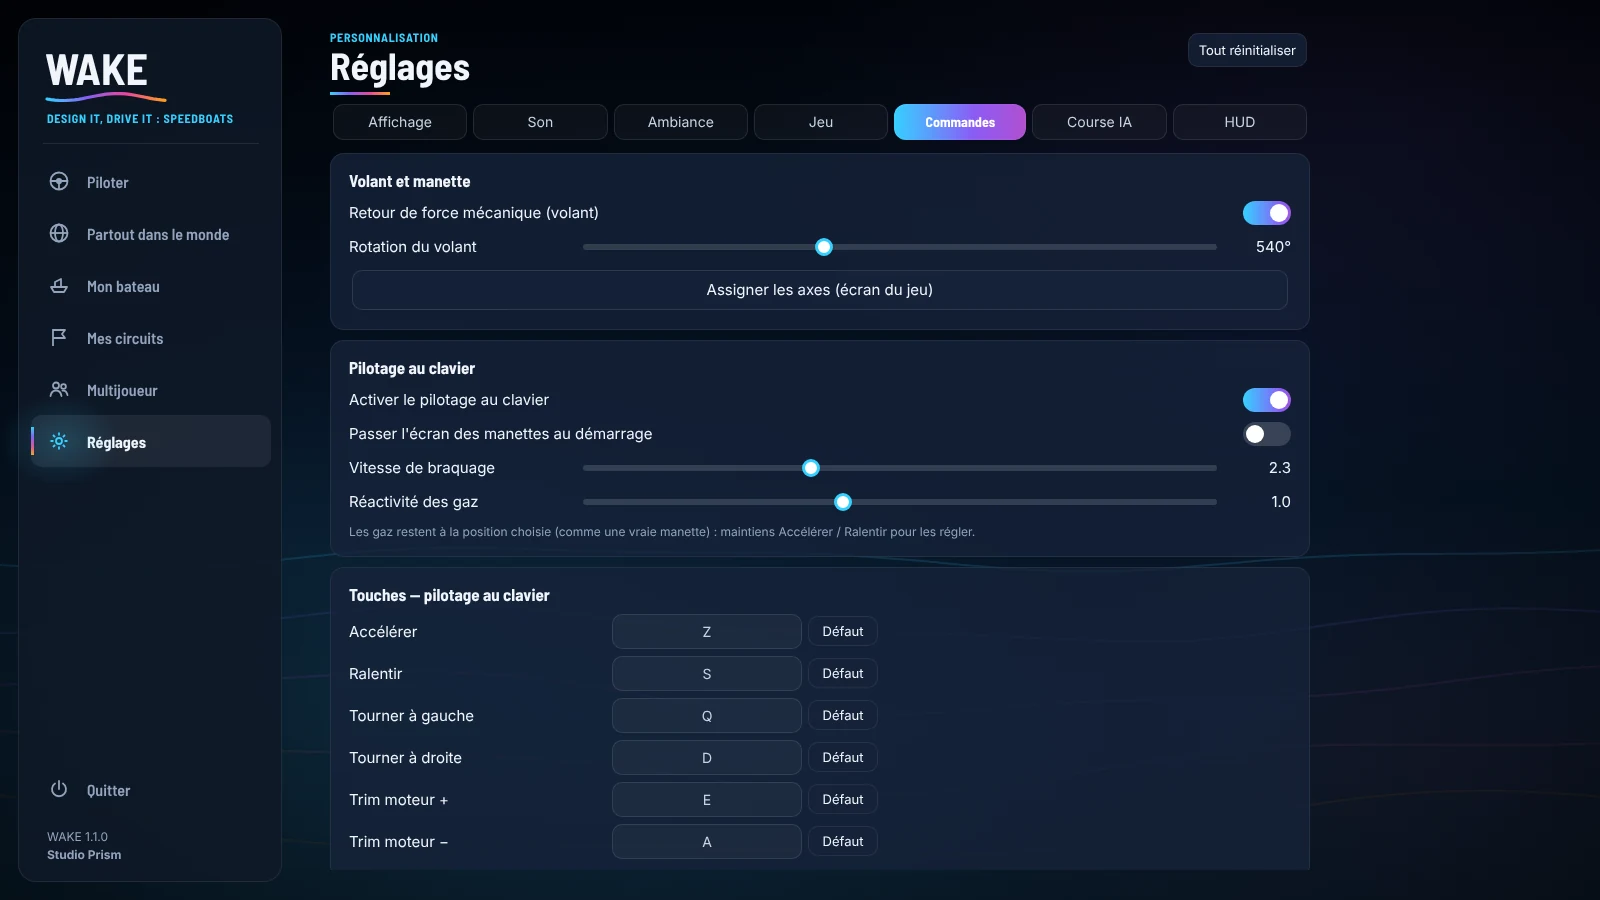 WAKE
DESIGN IT, DRIVE IT : SPEEDBOATS
Piloter
Partout dans le monde
Mon bateau
Mes circuits
Multijoueur
Réglages
Quitter
WAKE 1.1.0
Studio Prism
PERSONNALISATION
Réglages
Tout réinitialiser
Affichage
Son
Ambiance
Jeu
Commandes
Course IA
HUD
Volant et manette
Retour de force mécanique (volant)
Rotation du volant 540°
Assigner les axes (écran du jeu)
Pilotage au clavier
Activer le pilotage au clavier
Passer l'écran des manettes au démarrage
Vitesse de braquage 2.3
Réactivité des gaz 1.0
Les gaz restent à la position choisie (comme une vraie manette) : maintiens Accélérer / Ralentir pour les régler.
Touches – pilotage au clavier
Accélérer Z Défaut
Ralentir S Défaut
Tourner à gauche Q Défaut
Tourner à droite D Défaut
Trim moteur + E Défaut
Trim moteur − A Défaut